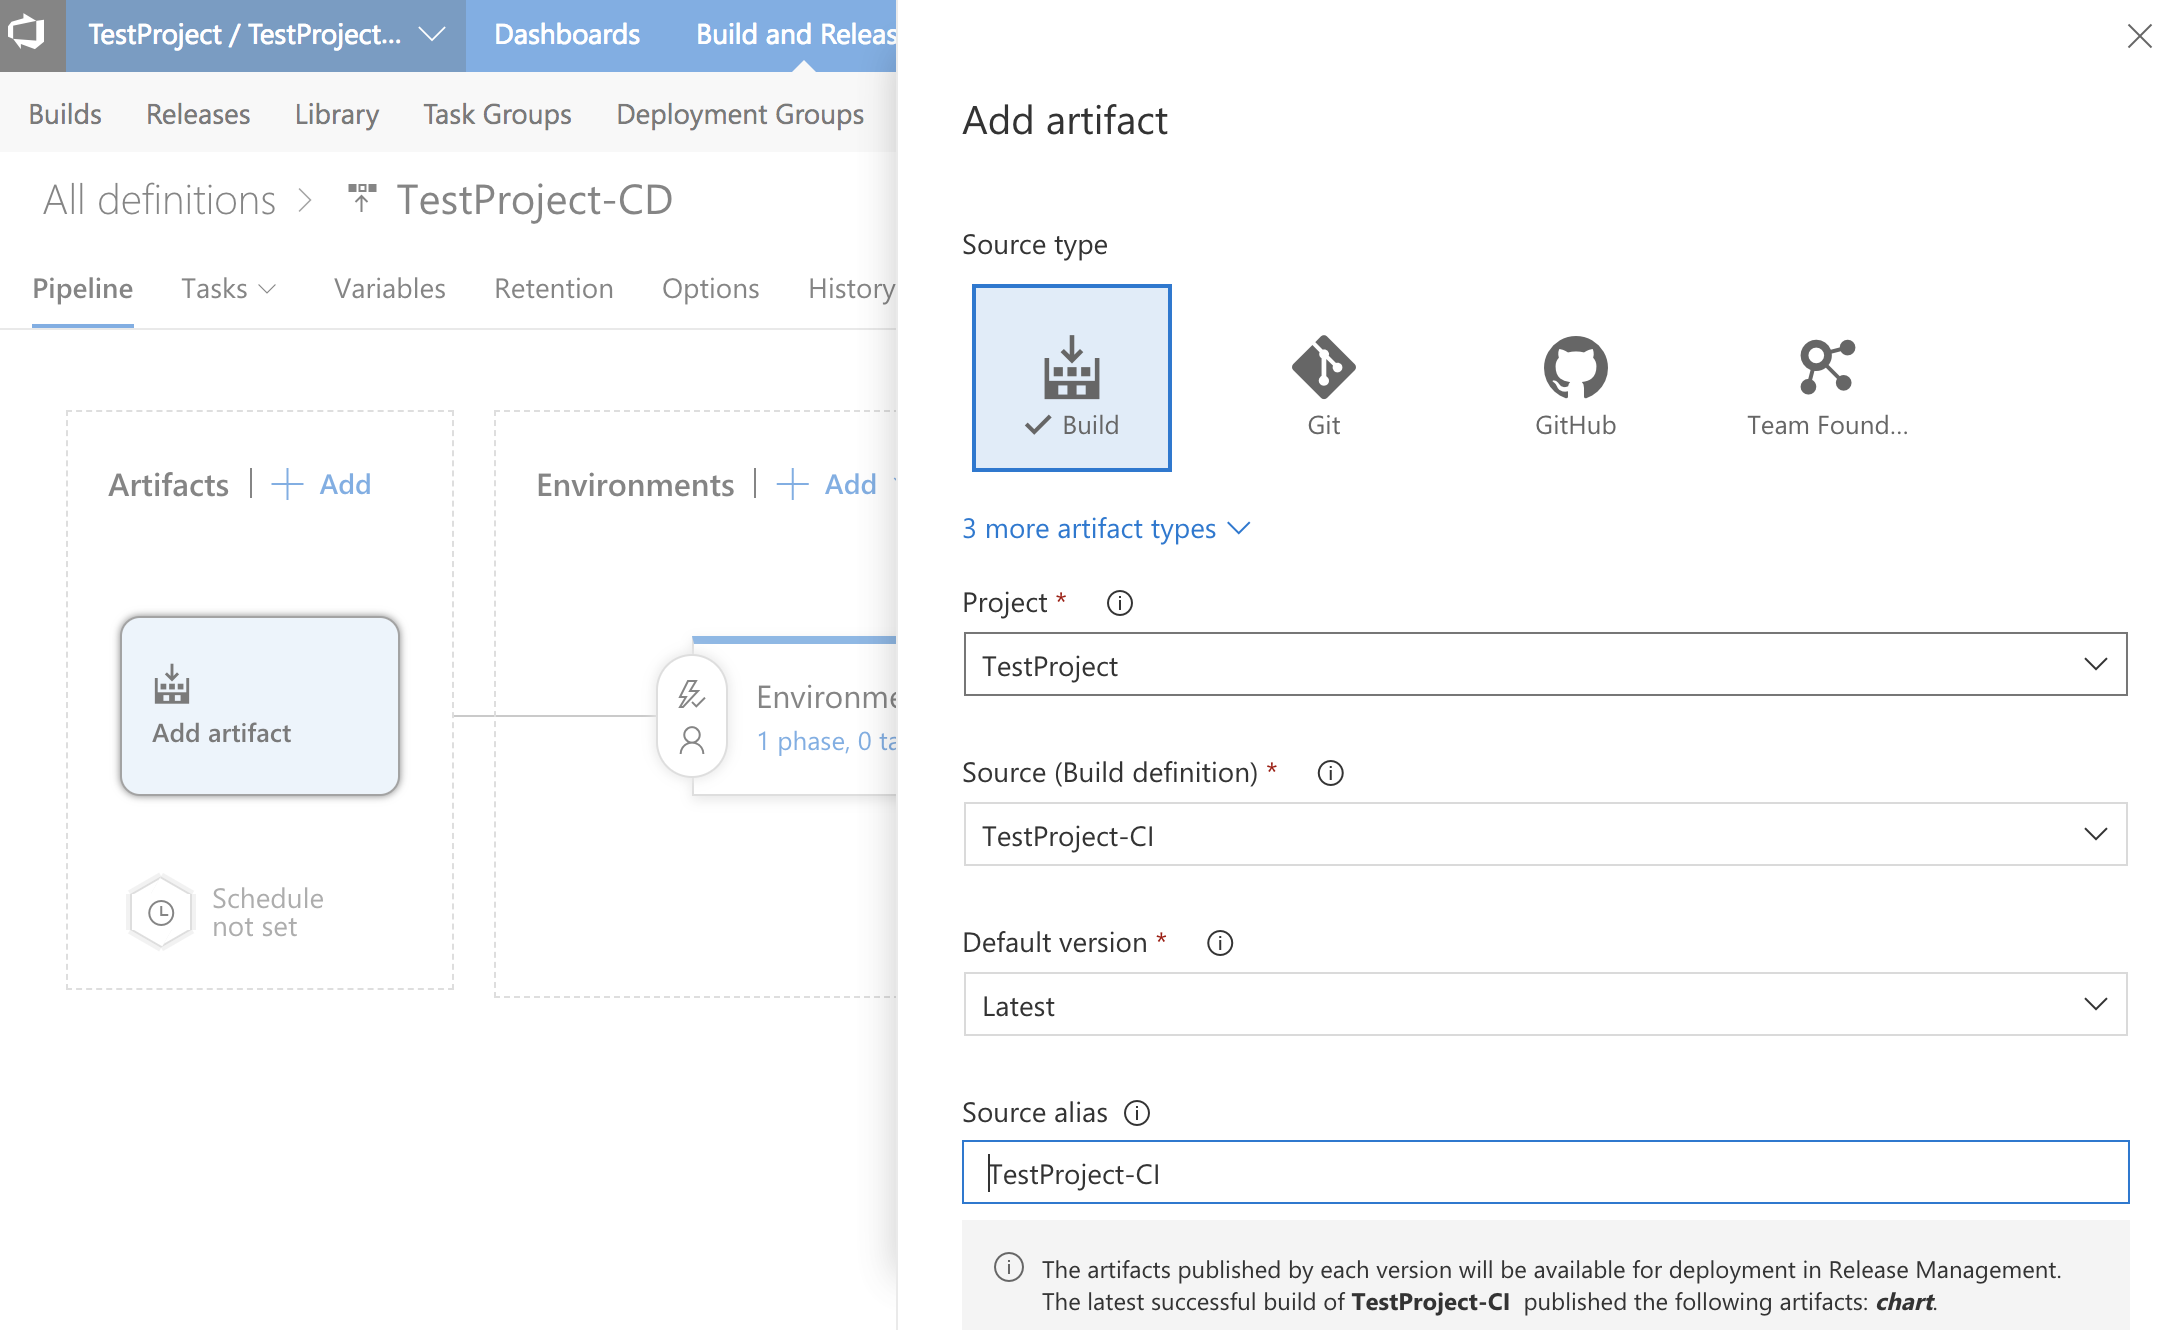 TestProject / TestProject...
Dashboards
Build and Releas
Builds
Releases
Library
Task Groups
Deployment Groups
All definitions > TestProject-CD
Pipeline
Tasks
Variables
Retention
Options
History
Artifacts | + Add
Environments | + Add
Add artifact
Environme
1 phase, 0 ta
Schedule
not set
Add artifact
Source type
Build
Git
GitHub
Team Found...
3 more artifact types
Project *
TestProject
Source (Build definition) *
TestProject-CI
Default version *
Latest
Source alias
TestProject-CI
The artifacts published by each version will be available for deployment in Release Management.
The latest successful build of TestProject-CI published the following artifacts: chart.